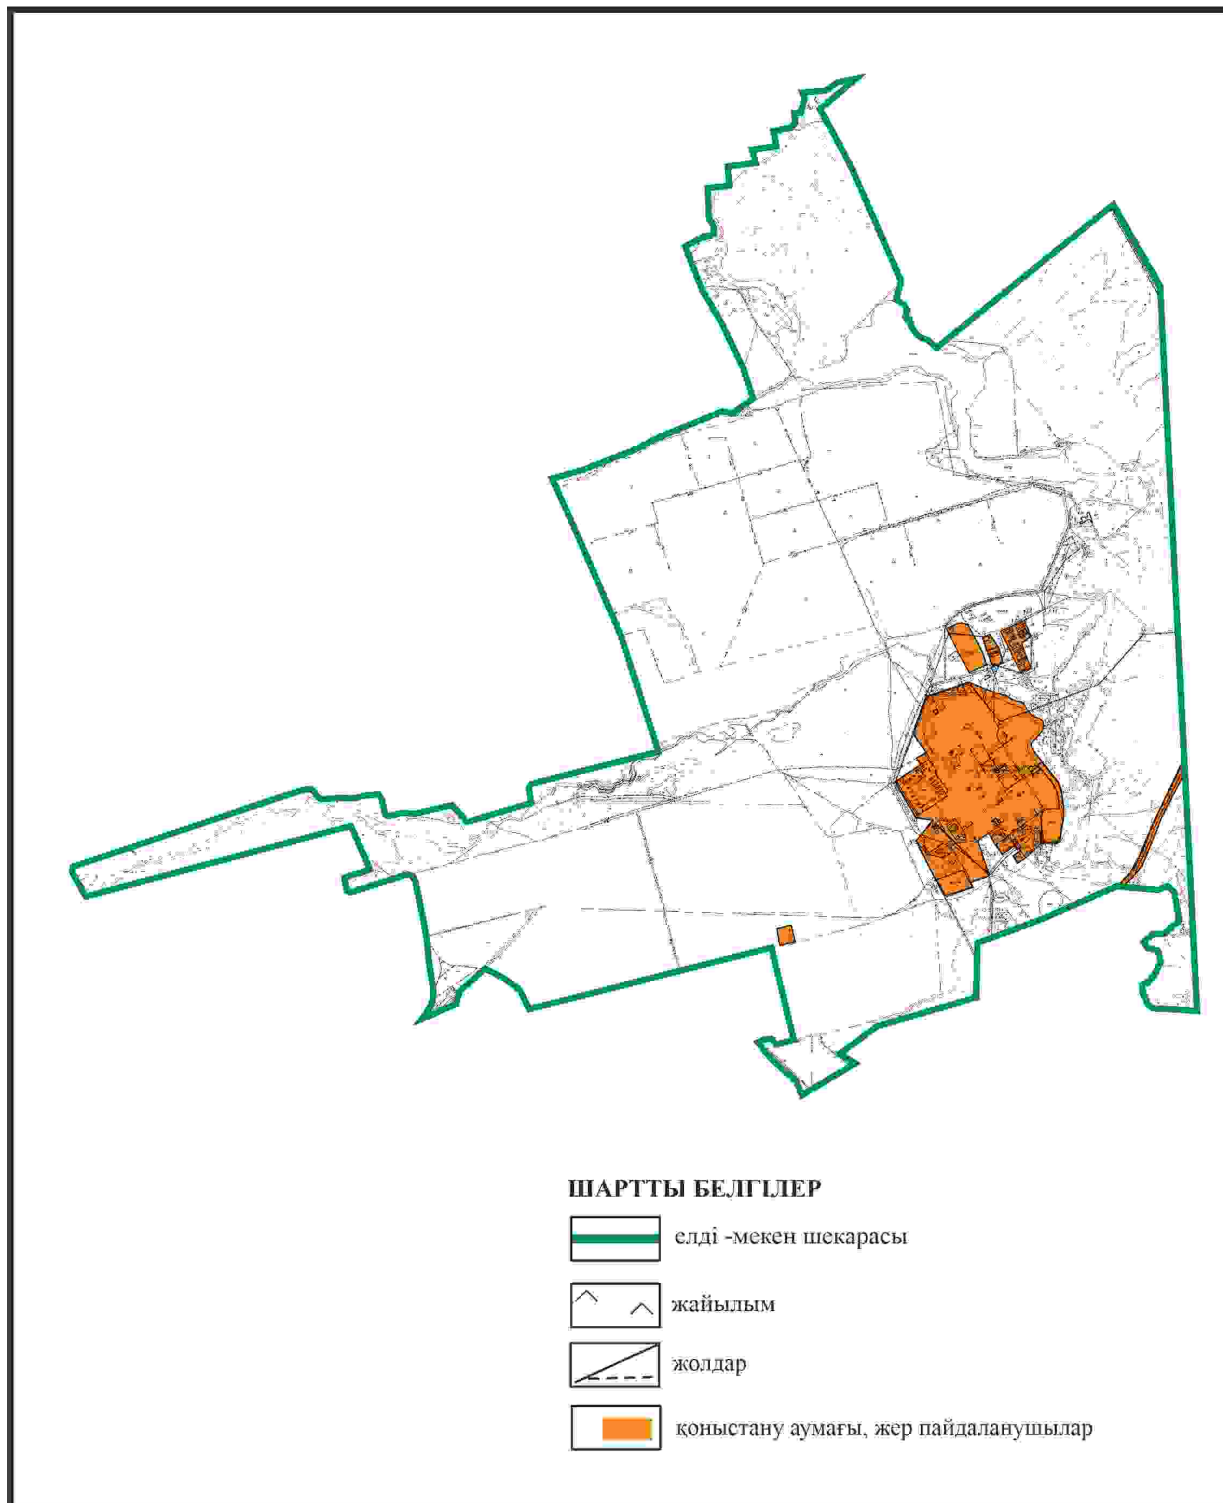 ШАРТТЫ БЕЛГІЛЕР
елді -мекен шекарасы
жайылым
жолдар
қоныстану аумағы, жер пайдаланушылар